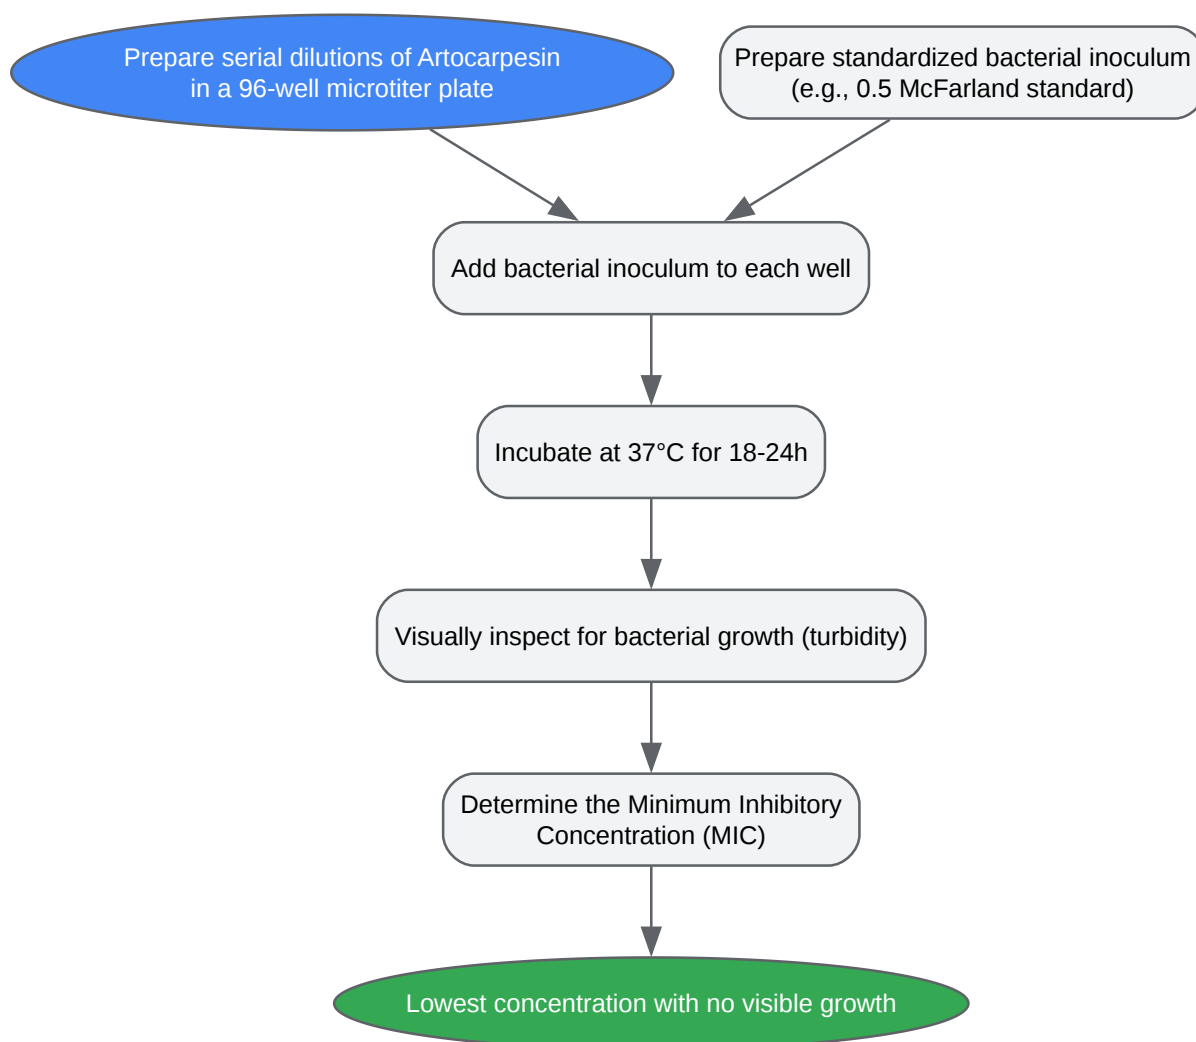 Prepare serial dilutions of Artocarpesin
in a 96-well microtiter plate
Prepare standardized bacterial inoculum
(e.g., 0.5 McFarland standard)
Add bacterial inoculum to each well
Incubate at 37°C for 18-24h
Visually inspect for bacterial growth (turbidity)
Determine the Minimum Inhibitory
Concentration (MIC)
Lowest concentration with no visible growth